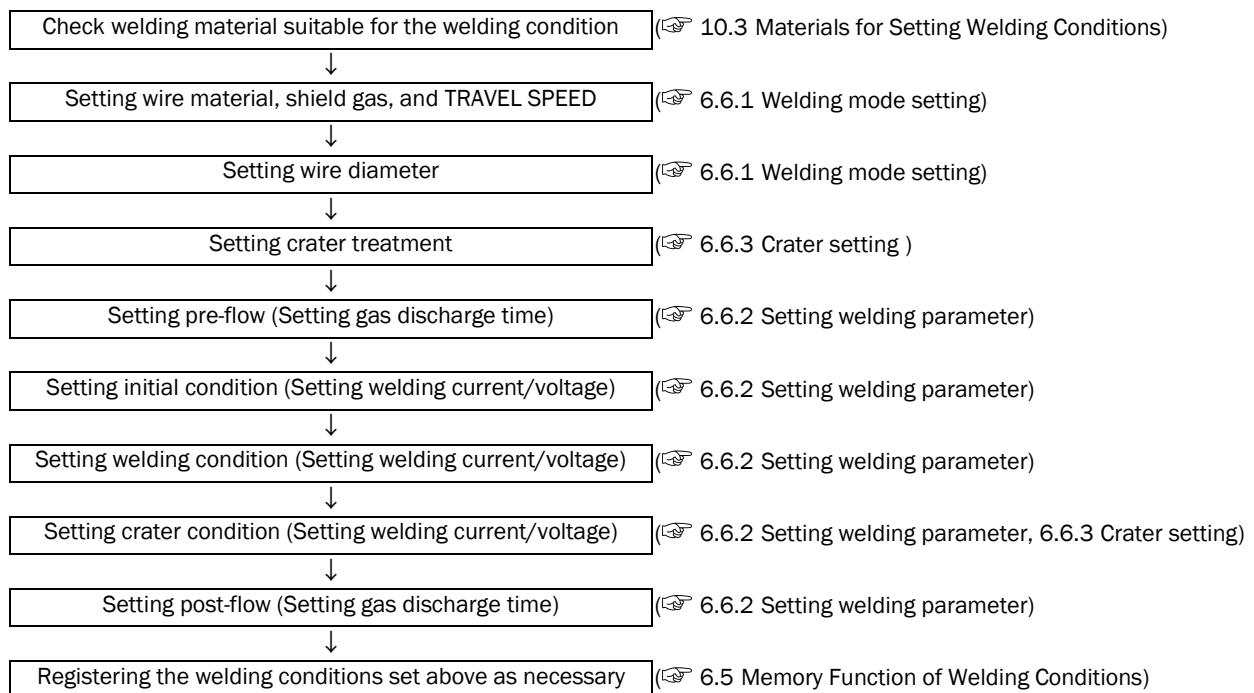 Check welding material suitable for the welding condition (☞ 10.3 Materials for Setting Welding Conditions)
↓
Setting wire material, shield gas, and TRAVEL SPEED (☞ 6.6.1 Welding mode setting)
↓
Setting wire diameter (☞ 6.6.1 Welding mode setting)
↓
Setting crater treatment (☞ 6.6.3 Crater setting )
↓
Setting pre-flow (Setting gas discharge time) (☞ 6.6.2 Setting welding parameter)
↓
Setting initial condition (Setting welding current/voltage) (☞ 6.6.2 Setting welding parameter)
↓
Setting welding condition (Setting welding current/voltage) (☞ 6.6.2 Setting welding parameter)
↓
Setting crater condition (Setting welding current/voltage) (☞ 6.6.2 Setting welding parameter, 6.6.3 Crater setting)
↓
Setting post-flow (Setting gas discharge time) (☞ 6.6.2 Setting welding parameter)
↓
Registering the welding conditions set above as necessary (☞ 6.5 Memory Function of Welding Conditions)